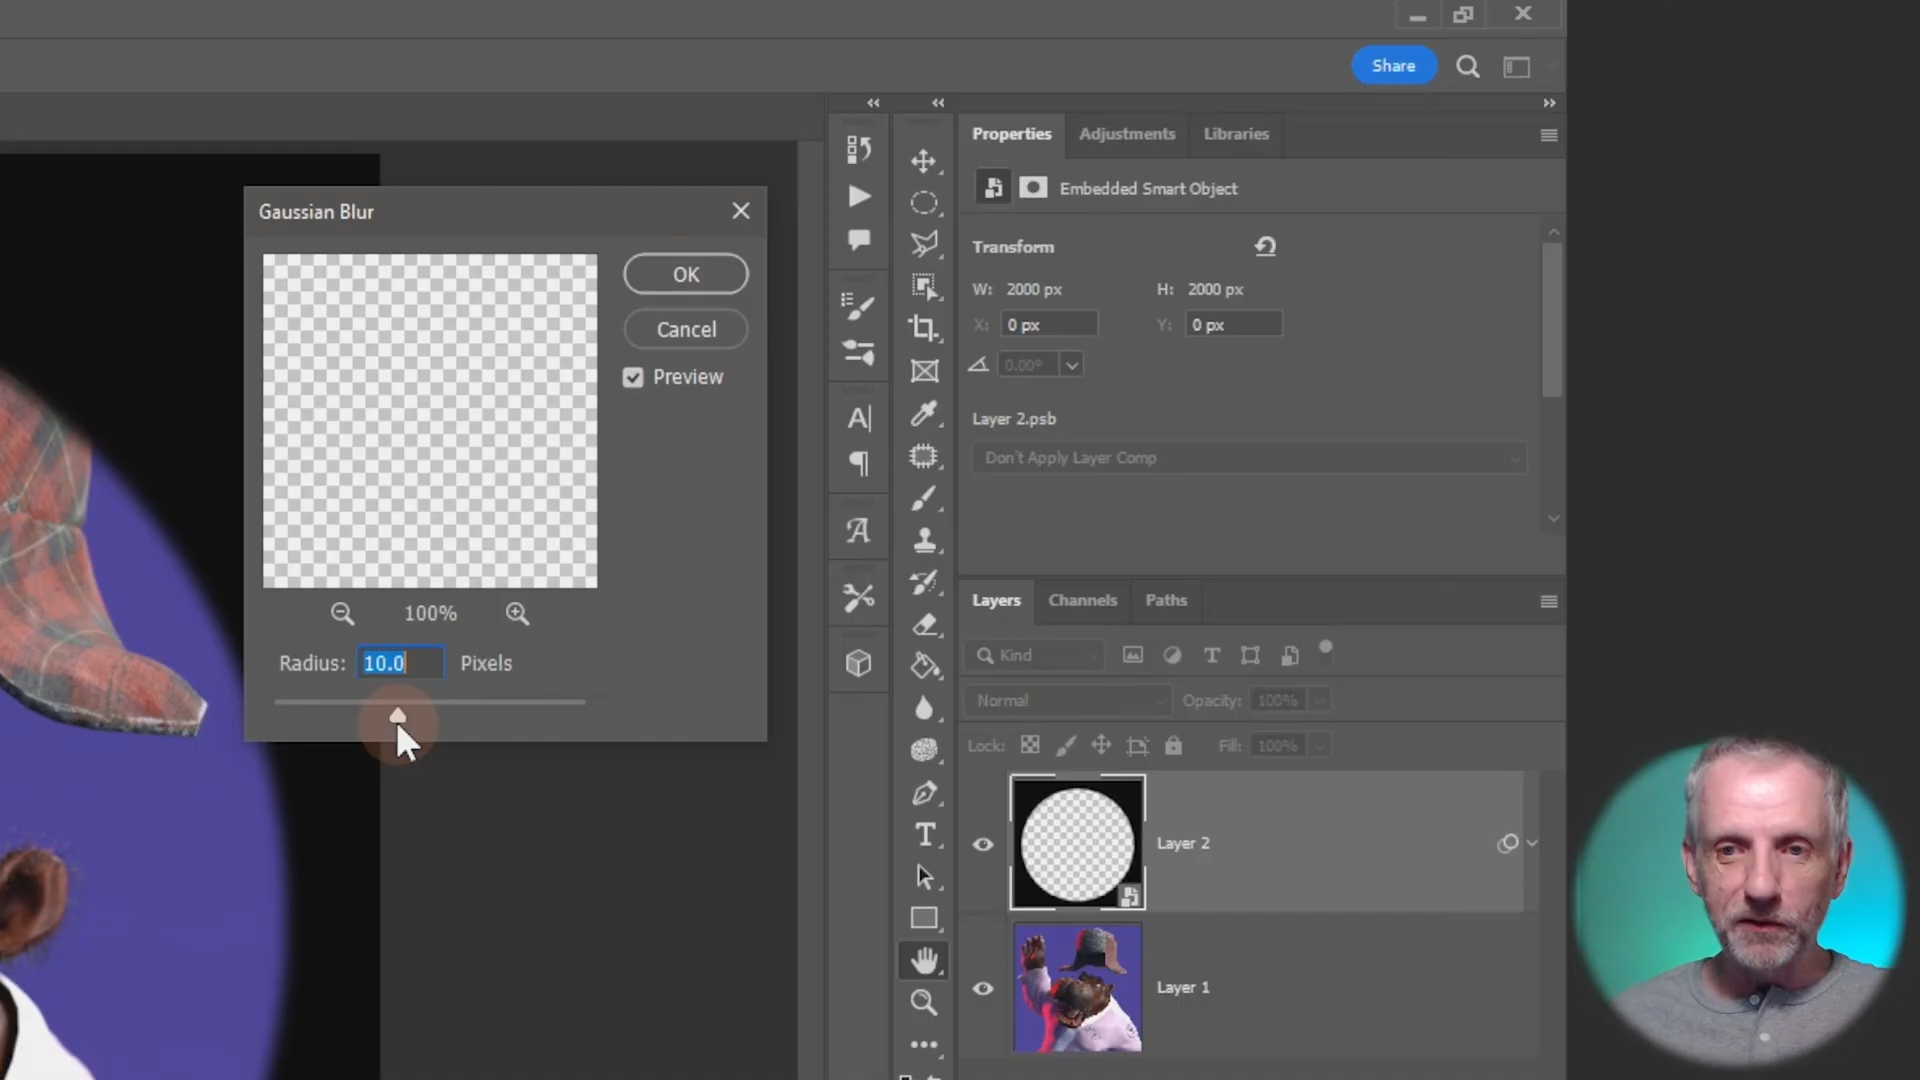 Share
Properties
Adjustments
Libraries
Embedded Smart Object
Gaussian Blur
OK
Cancel
Preview
100%
Radius: 10.0 Pixels
Transform
W: 2000 px H: 2000 px
X: 0 px Y: 0 px
0.00°
Layer 2.psb
Don't Apply Layer Comp
Layers
Channels
Paths
Kind
Normal
Opacity: 100%
Lock:
Fill: 100%
Layer 2
Layer 1